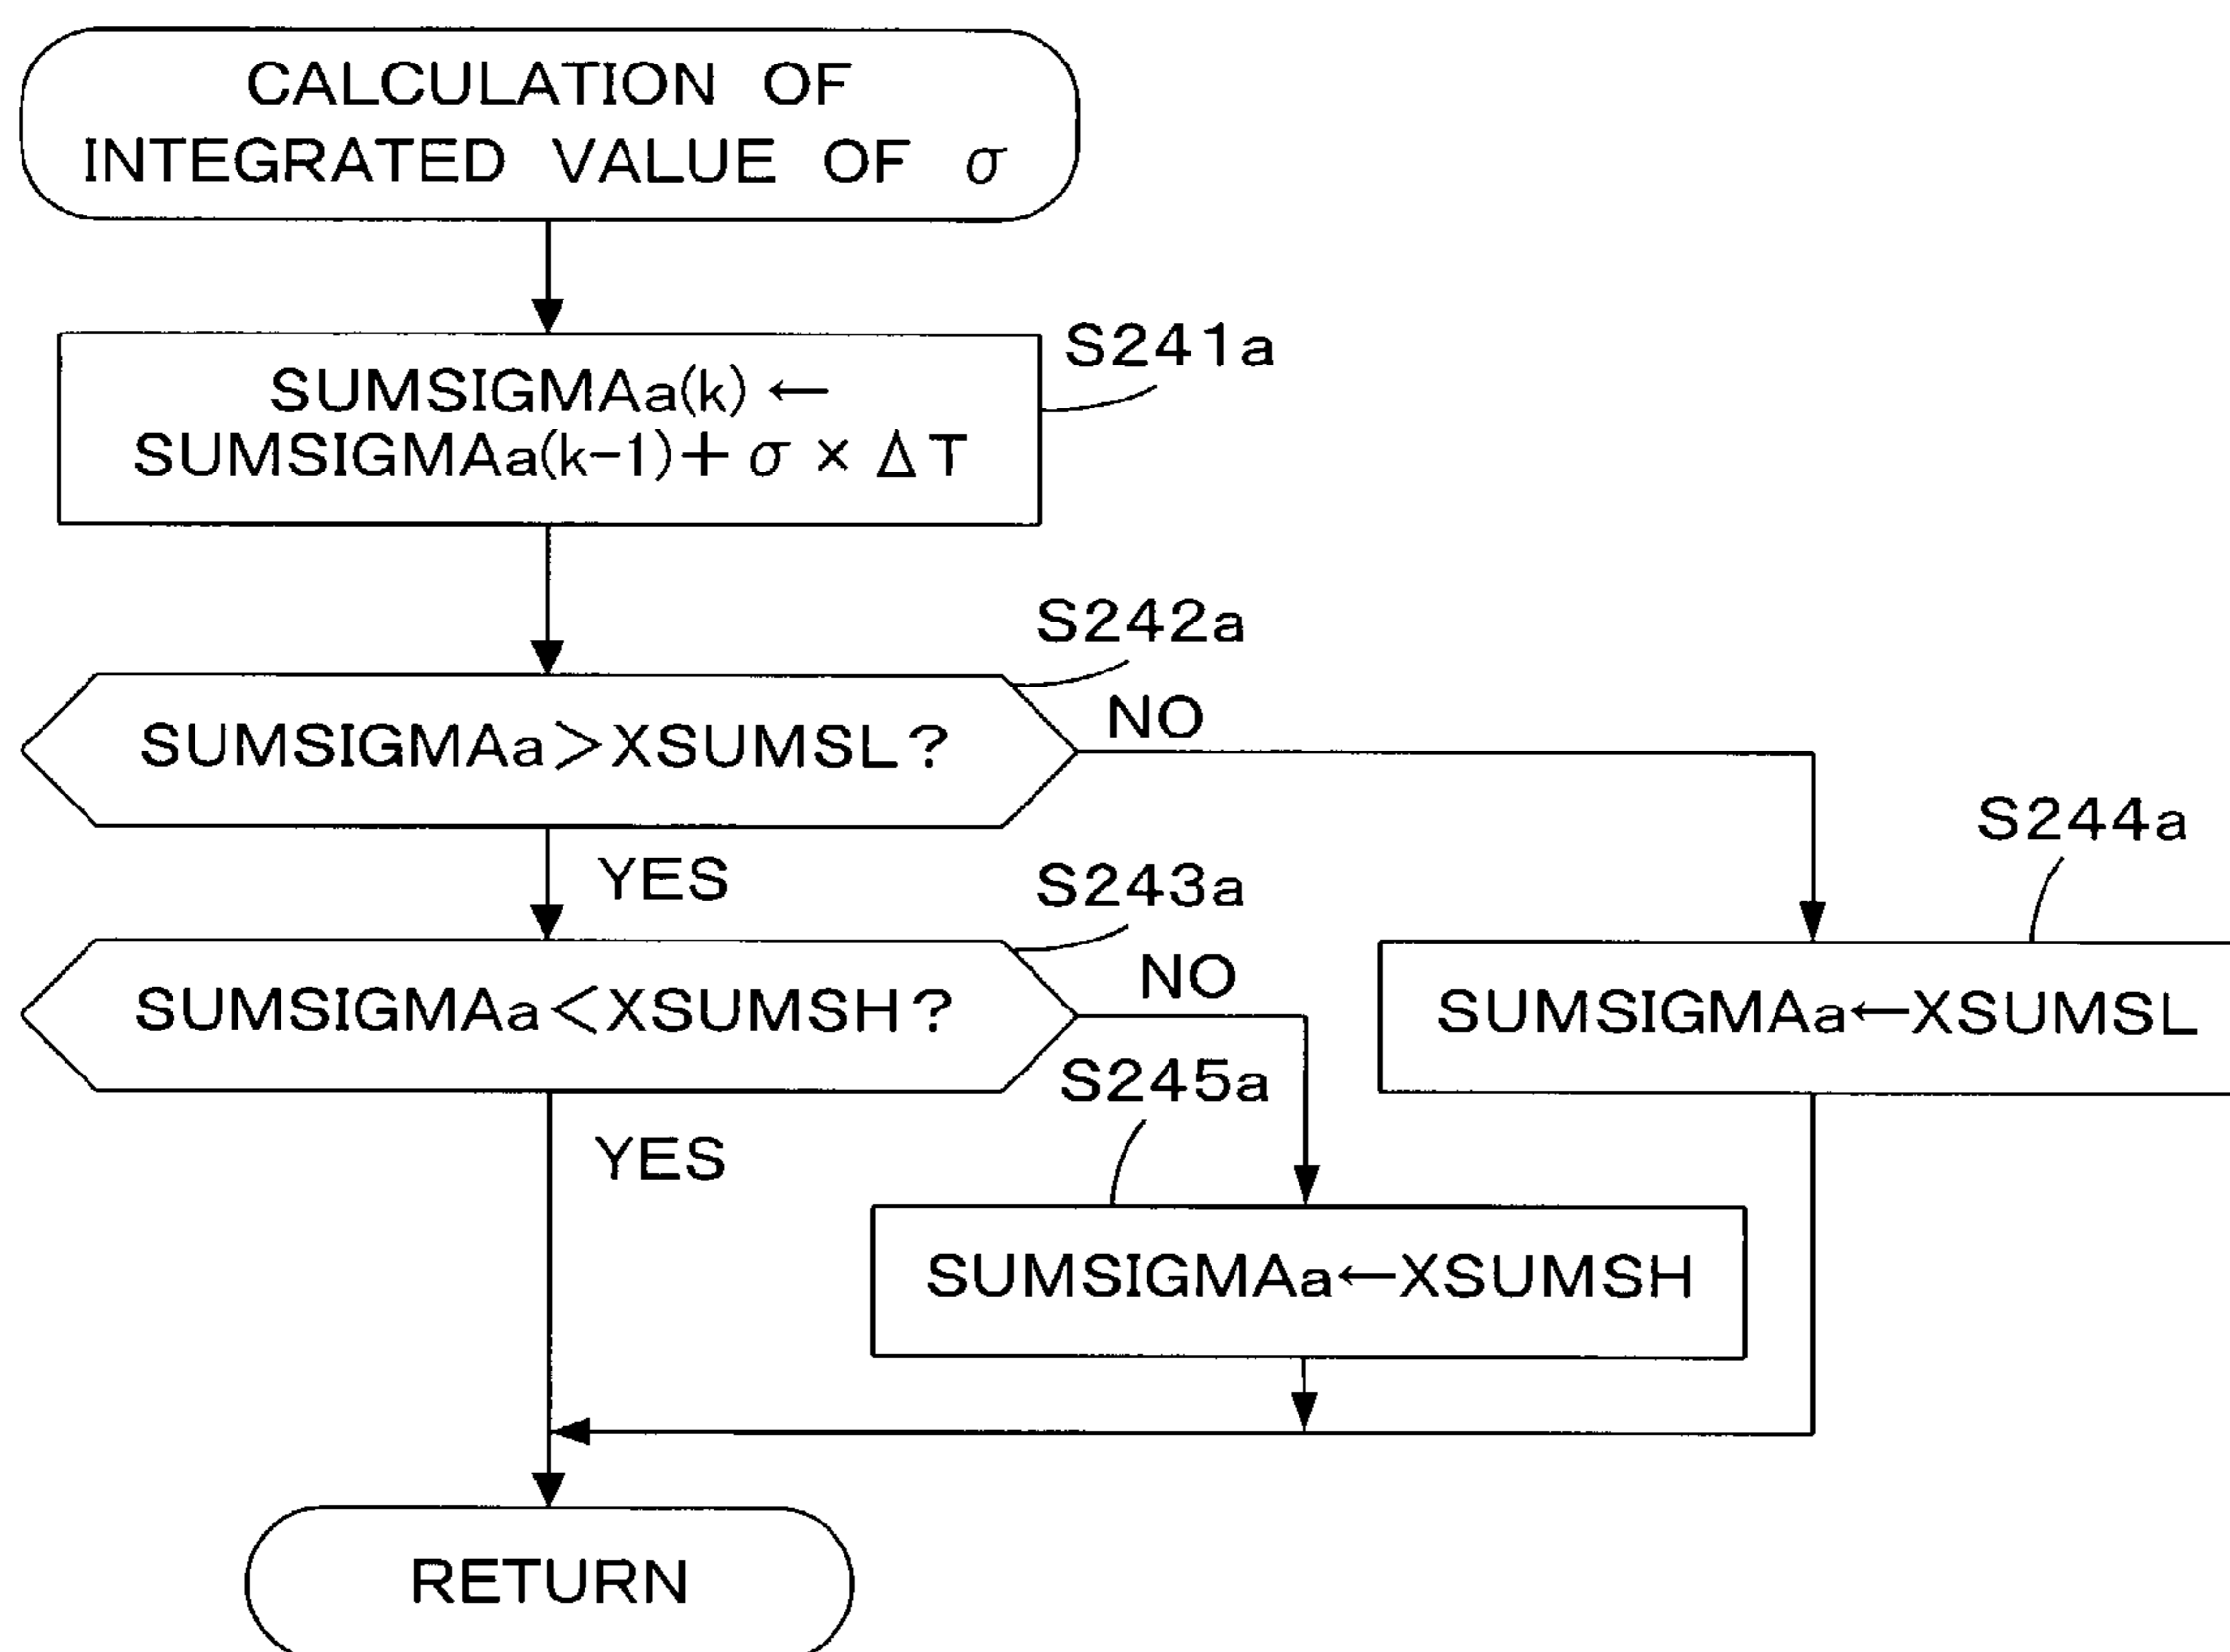 CALCULATION OF
INTEGRATED VALUE OF σ
S241a
SUMSIGMAa(k) ←
SUMSIGMAa(k-1)+ σ × ΔT
S242a
SUMSIGMAa>XSUMSL?
NO
YES
S244a
SUMSIGMAa←XSUMSL
S243a
SUMSIGMAa<XSUMSH?
NO
YES
S245a
SUMSIGMAa←XSUMSH
RETURN